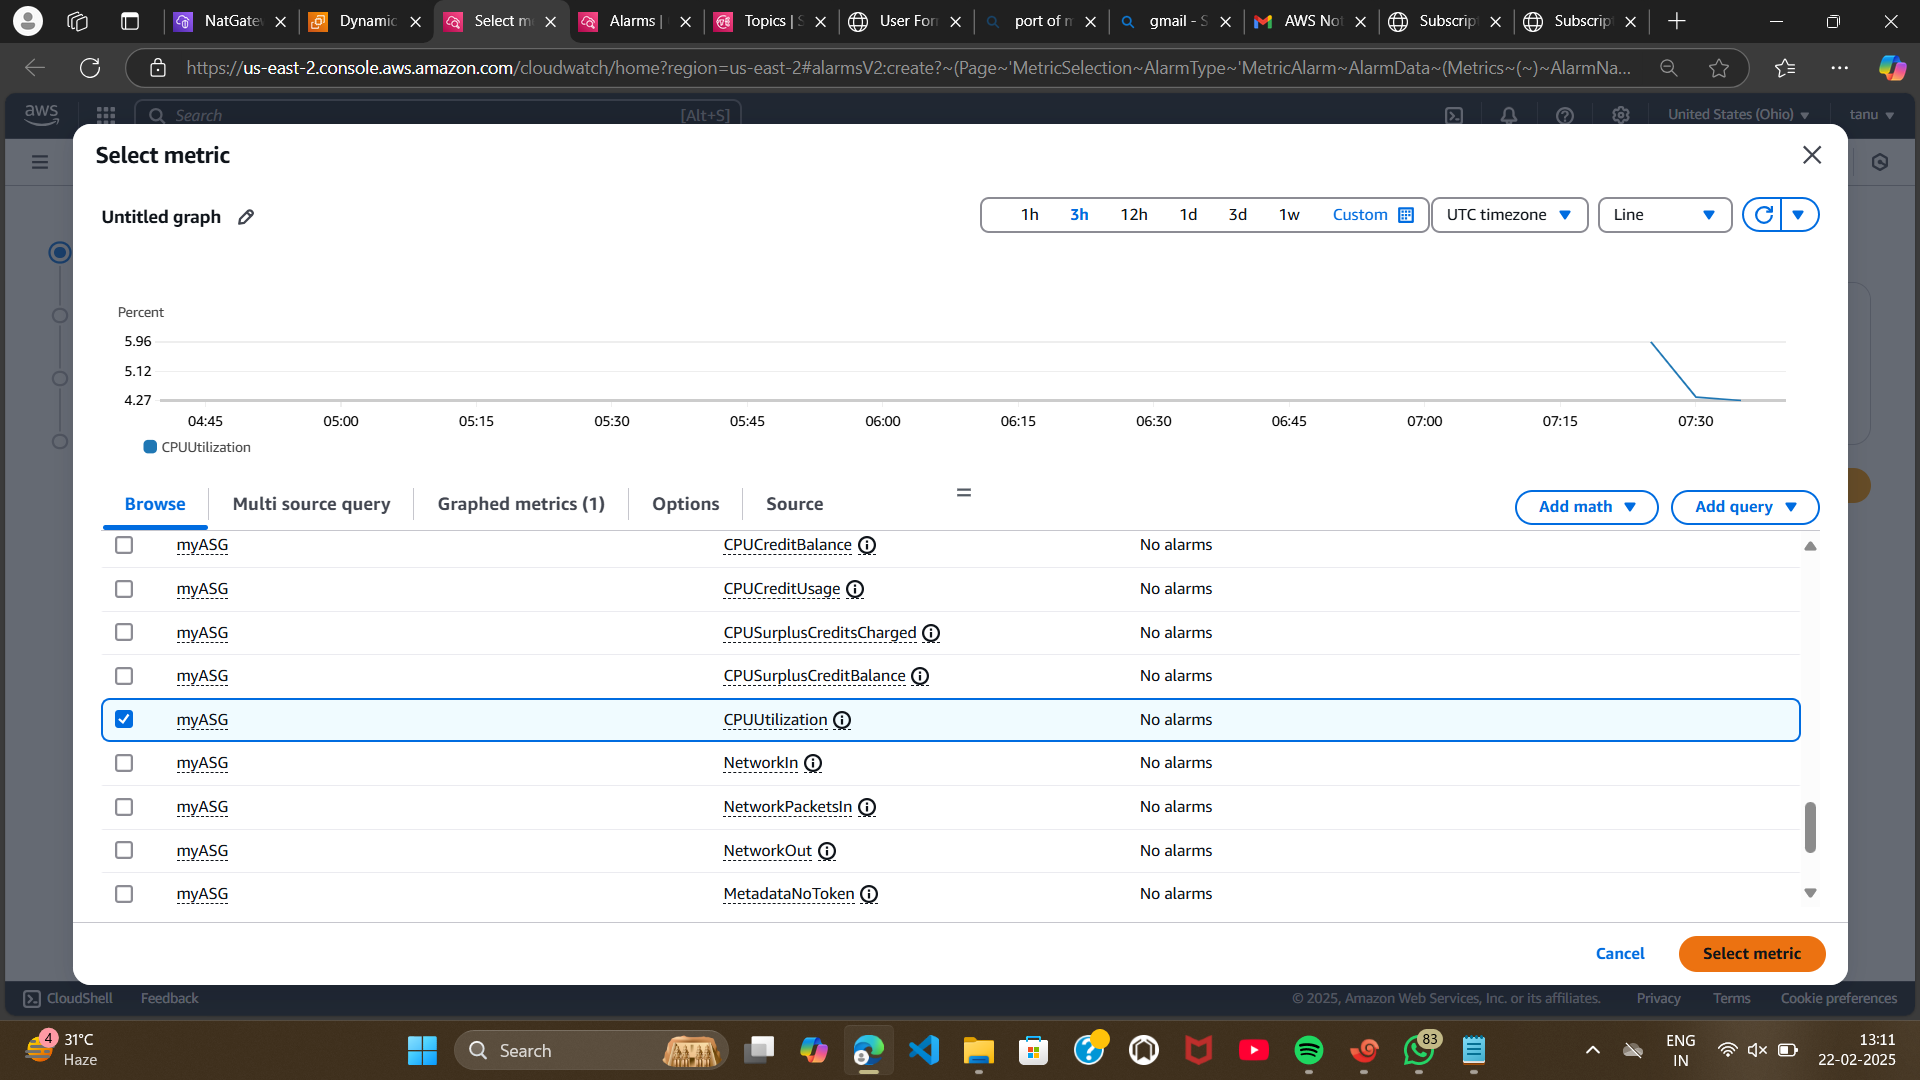 NatGatew
Dynamic
Select me
Alarms |
Topics | S
User Forn
port of m
gmail - S
AWS Not
Subscript
Subscript
https://us-east-2.console.aws.amazon.com/cloudwatch/home?region=us-east-2#alarmsV2:create?~(Page~'MetricSelection~AlarmType~'MetricAlarm~AlarmData~(Metrics~(~)~AlarmNa...
aws
Search
[Alt+S]
United States (Ohio)
tanu
Select metric
Untitled graph
1h
3h
12h
1d
3d
1w
Custom
UTC timezone
Line
Percent
5.96
5.12
4.27
04:45
05:00
05:15
05:30
05:45
06:00
06:15
06:30
06:45
07:00
07:15
07:30
CPUUtilization
Browse
Multi source query
Graphed metrics (1)
Options
Source
Add math
Add query
myASG CPUCreditBalance No alarms
myASG CPUCreditUsage No alarms
myASG CPUSurplusCreditsCharged No alarms
myASG CPUSurplusCreditBalance No alarms
myASG CPUUtilization No alarms
myASG NetworkIn No alarms
myASG NetworkPacketsIn No alarms
myASG NetworkOut No alarms
myASG MetadataNoToken No alarms
Cancel
Select metric
CloudShell
Feedback
© 2025, Amazon Web Services, Inc. or its affiliates.
Privacy
Terms
Cookie preferences
4
31°C
Haze
Search
83
ENG
IN
13:11
22-02-2025